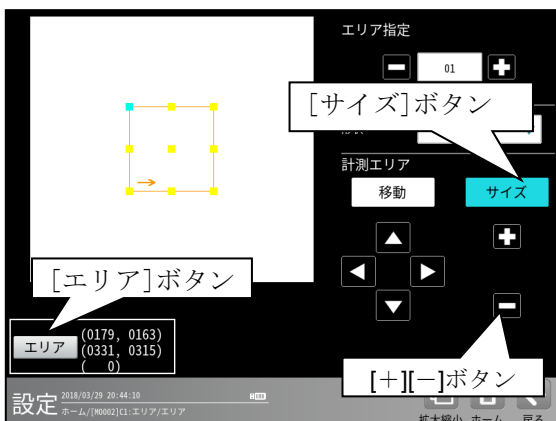 エリア指定
01
[サイズ]ボタン
計測エリア
移動
サイズ
[エリア]ボタン
エリア
(0179, 0163)
(0331, 0315)
(   0)
[＋][－]ボタン
設定
2018/03/29 20:44:10
ホーム/[M0002]C1:エリア/エリア
拡大縮小 ホーム 戻る